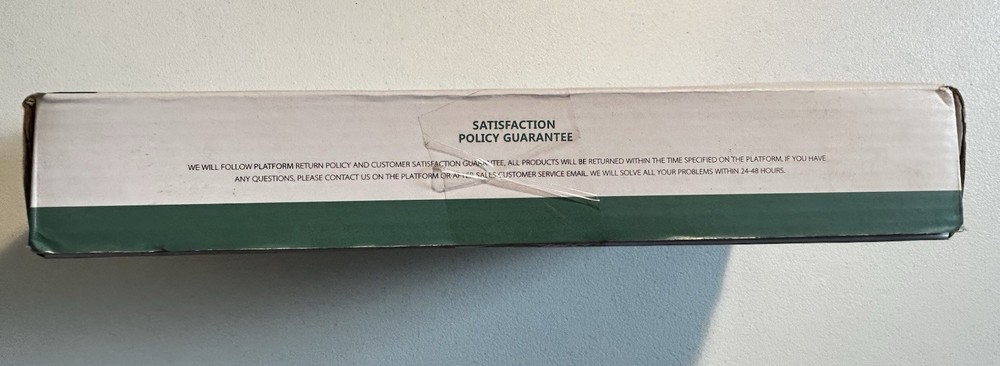 SATISFACTION
POLICY GUARANTEE
WE WILL FOLLOW PLATFORM RETURN POLICY AND CUSTOMER SATISFACTION GUARANTEE, ALL PRODUCTS WILL BE RETURNED WITHIN THE TIME SPECIFIED ON THE PLATFORM. IF YOU HAVE
ANY QUESTIONS, PLEASE CONTACT US ON THE PLATFORM OR AFTER SALES CUSTOMER SERVICE EMAIL. WE WILL SOLVE ALL YOUR PROBLEMS WITHIN 24-48 HOURS.